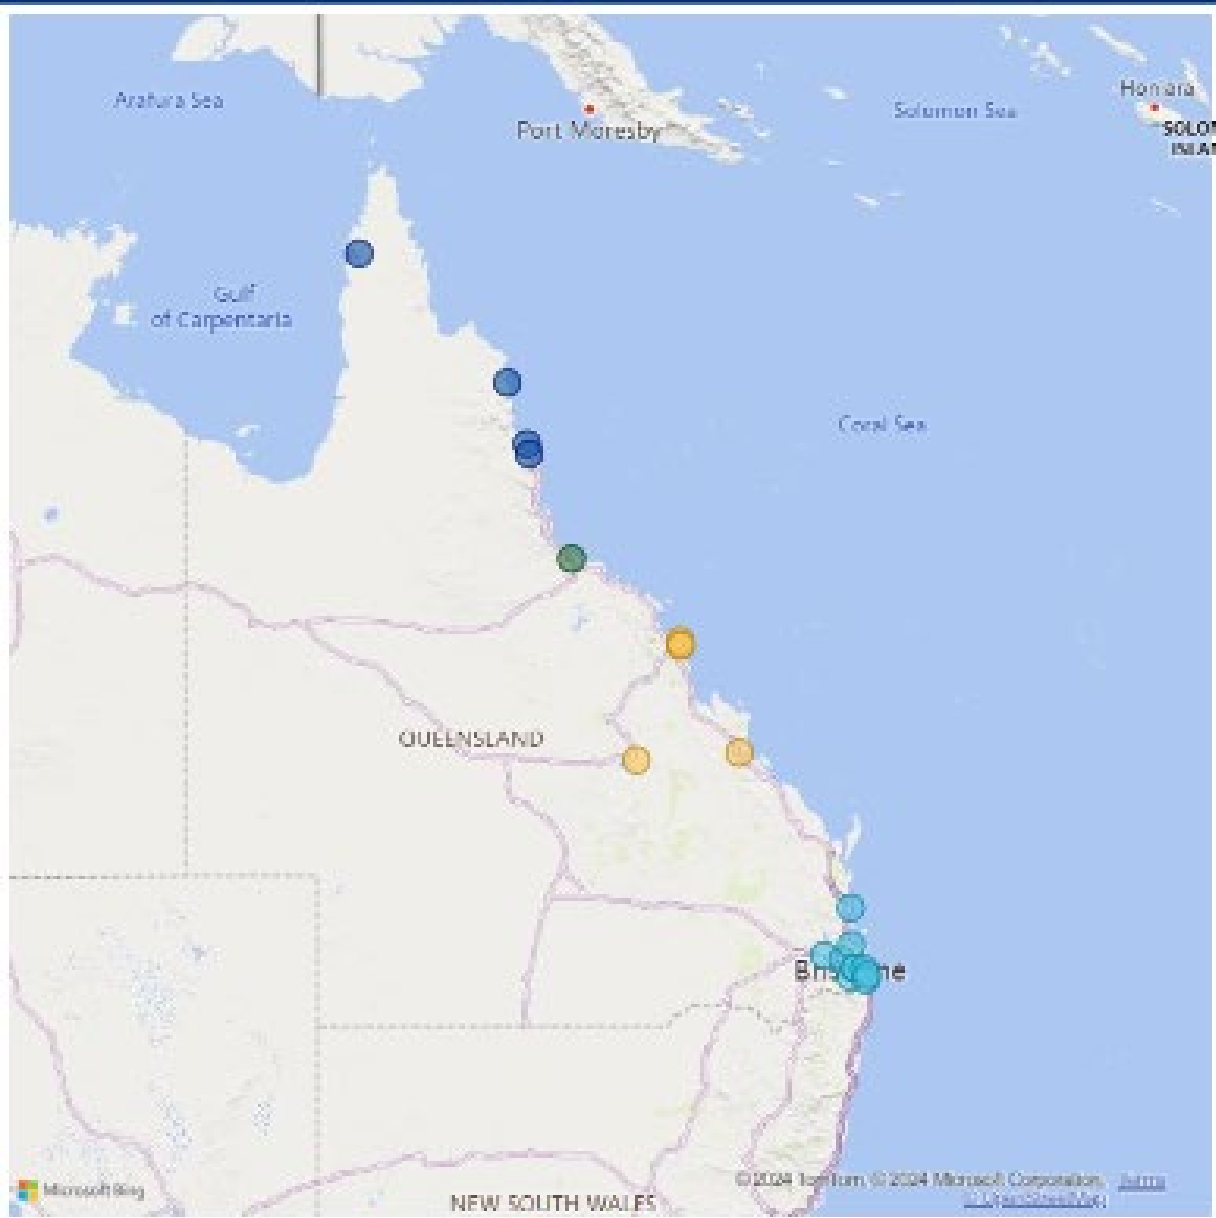 Arafura Sea
Port Moresby
Solomon Sea
Honiara
SOLOM
ISLAN
Gulf
of Carpentaria
Coral Sea
QUEENSLAND
Brisbane
© 2024 TomTom, © 2024 Microsoft Corporation, Terms
© OpenStreetMap
Microsoft Bing
NEW SOUTH WALES